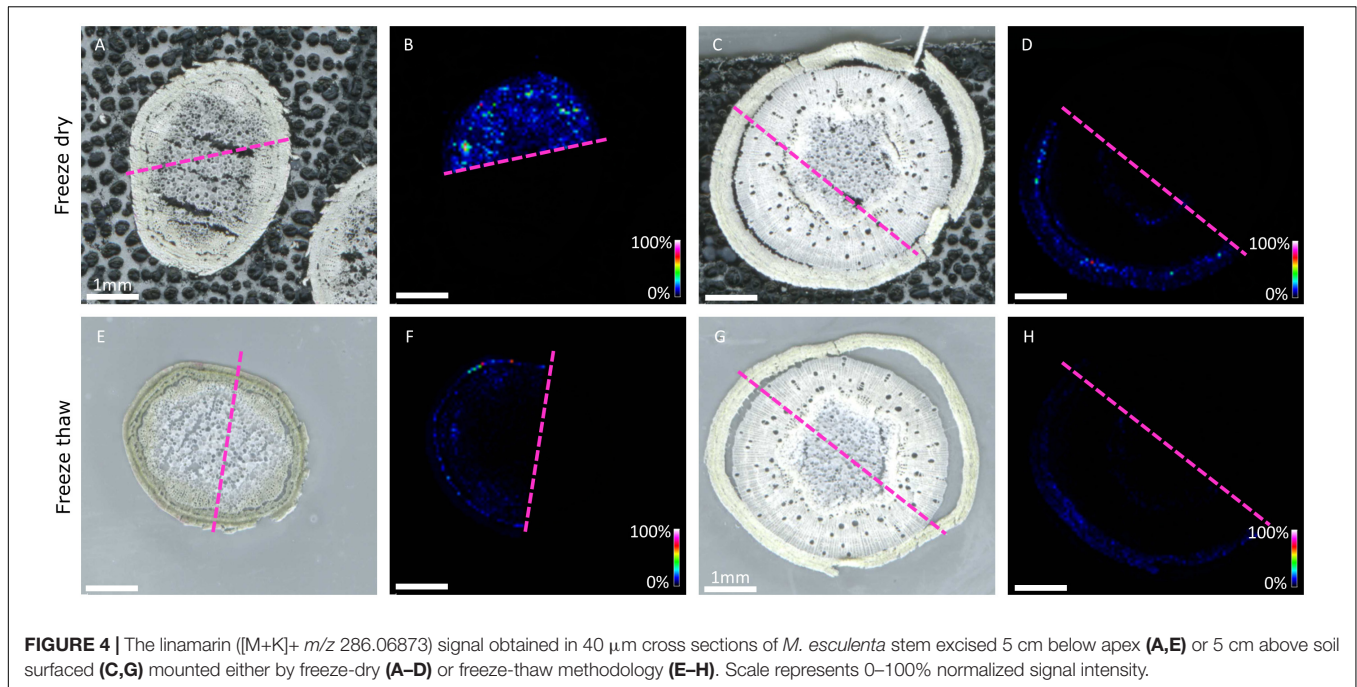 Freeze dry
A
B
C
D
1mm
100%
0%
100%
0%
Freeze thaw
E
F
G
H
100%
0%
1mm
100%
0%
FIGURE 4 | The linamarin ([M+K]+ m/z 286.06873) signal obtained in 40 μm cross sections of M. esculenta stem excised 5 cm below apex (A,E) or 5 cm above soil
surfaced (C,G) mounted either by freeze-dry (A–D) or freeze-thaw methodology (E–H). Scale represents 0–100% normalized signal intensity.